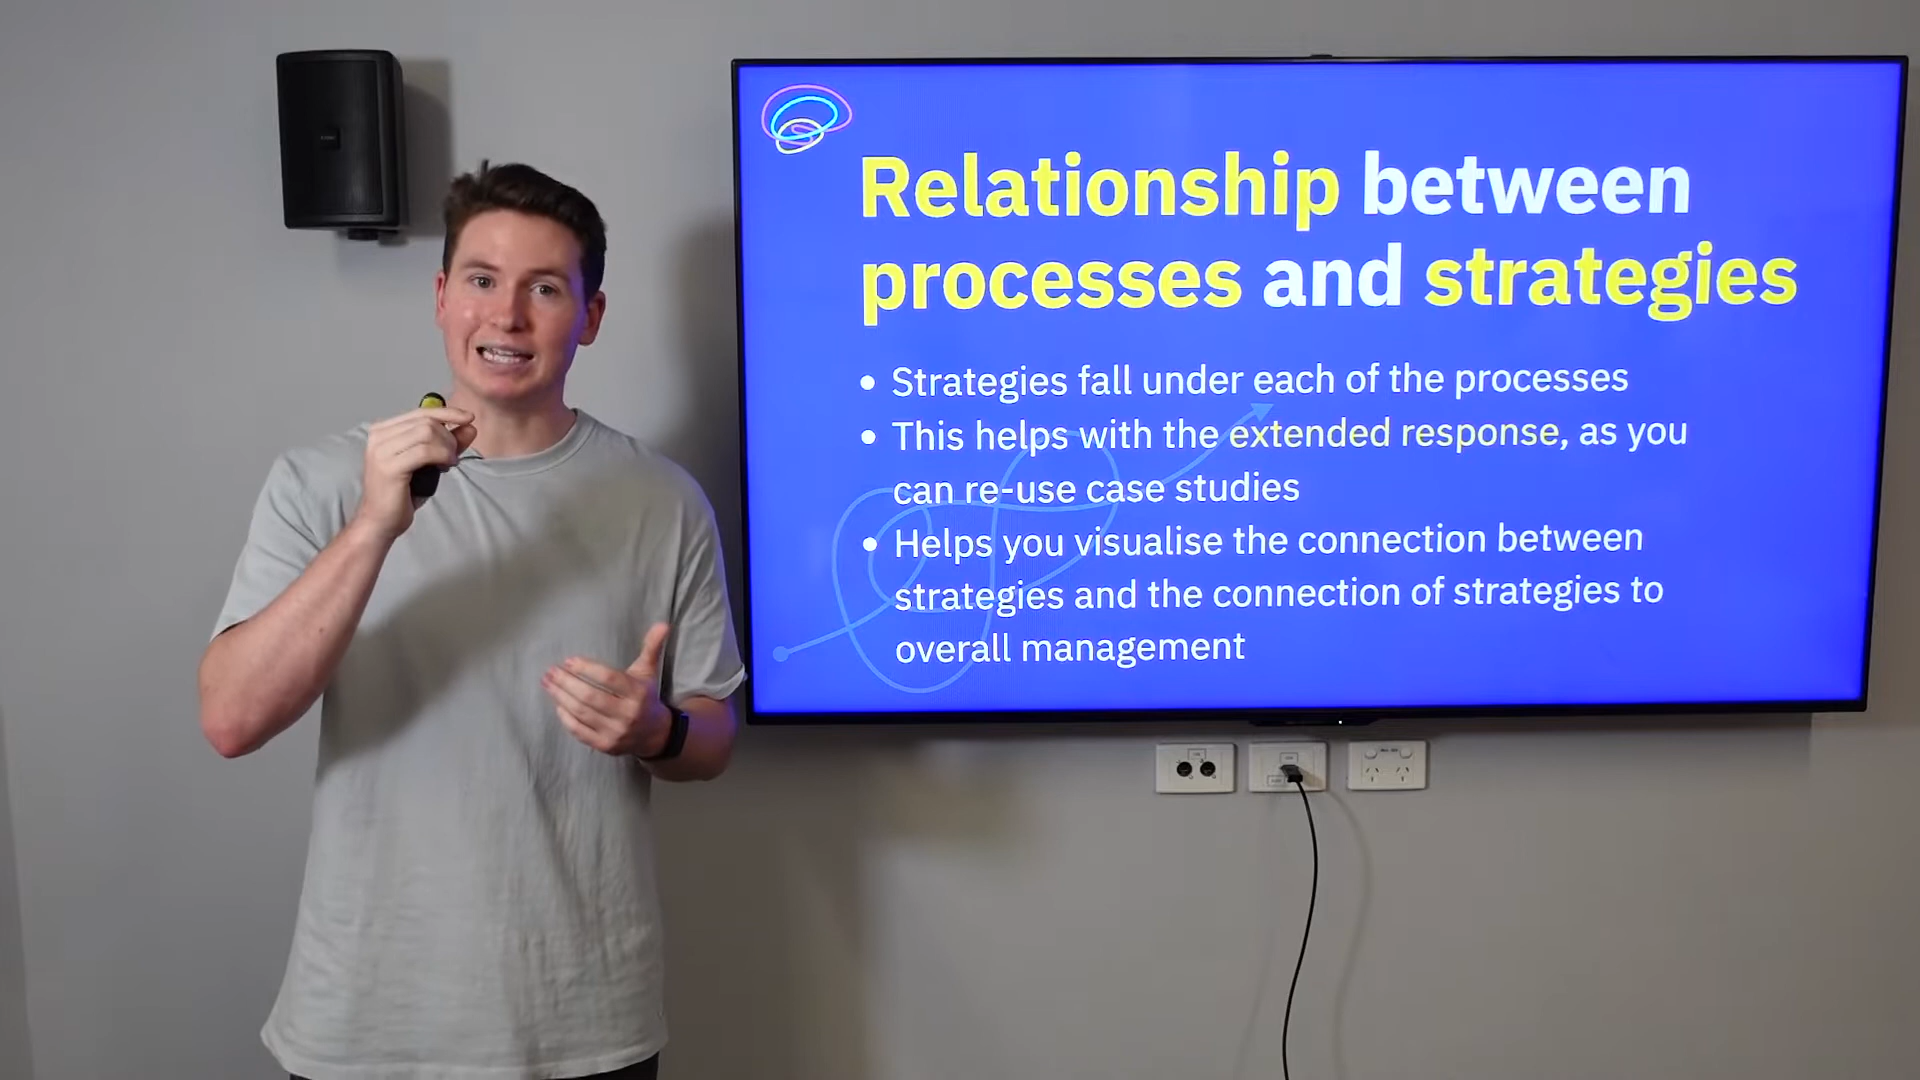 Relationship between
processes and strategies
• Strategies fall under each of the processes
• This helps with the extended response, as you
can re-use case studies
• Helps you visualise the connection between
strategies and the connection of strategies to
overall management